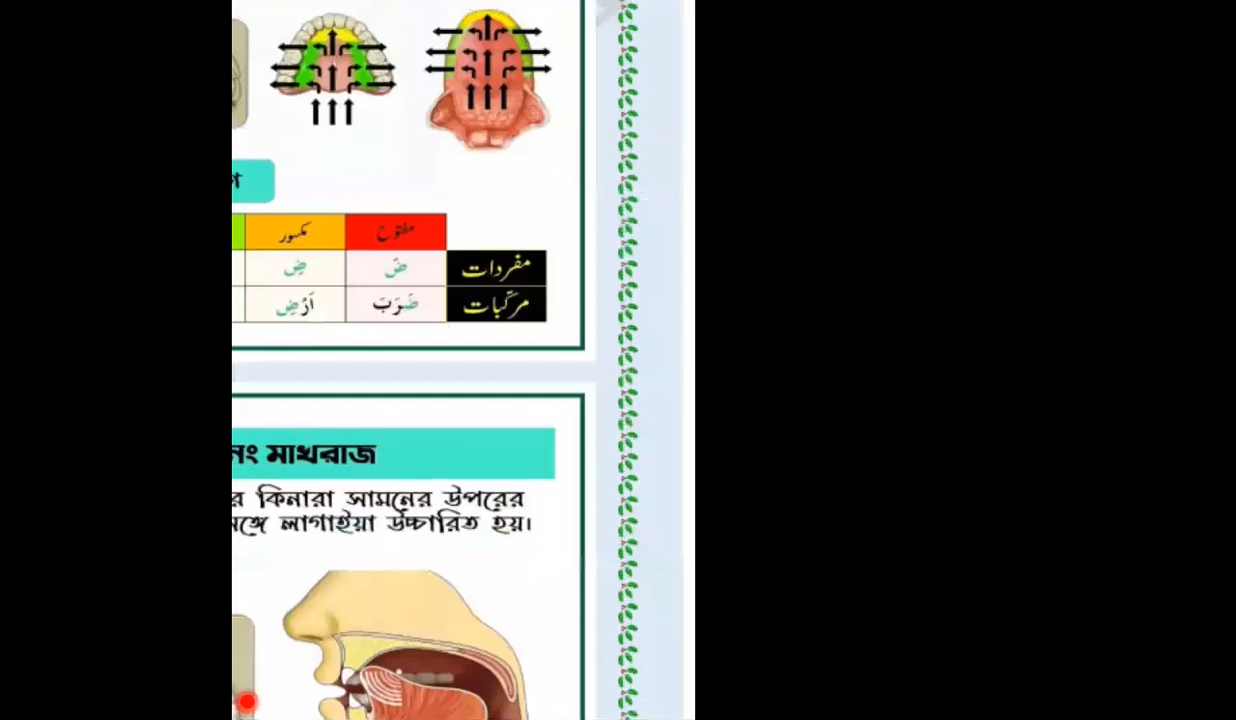 مفتوح مکسور
مفردات ضَ ضِ
مرکّبات ضَرَبَ اَرْضِ
নং মাখরাজ
র কিনারা সামনের উপরের
সঙ্গে লাগাইয়া উচ্চারিত হয়।